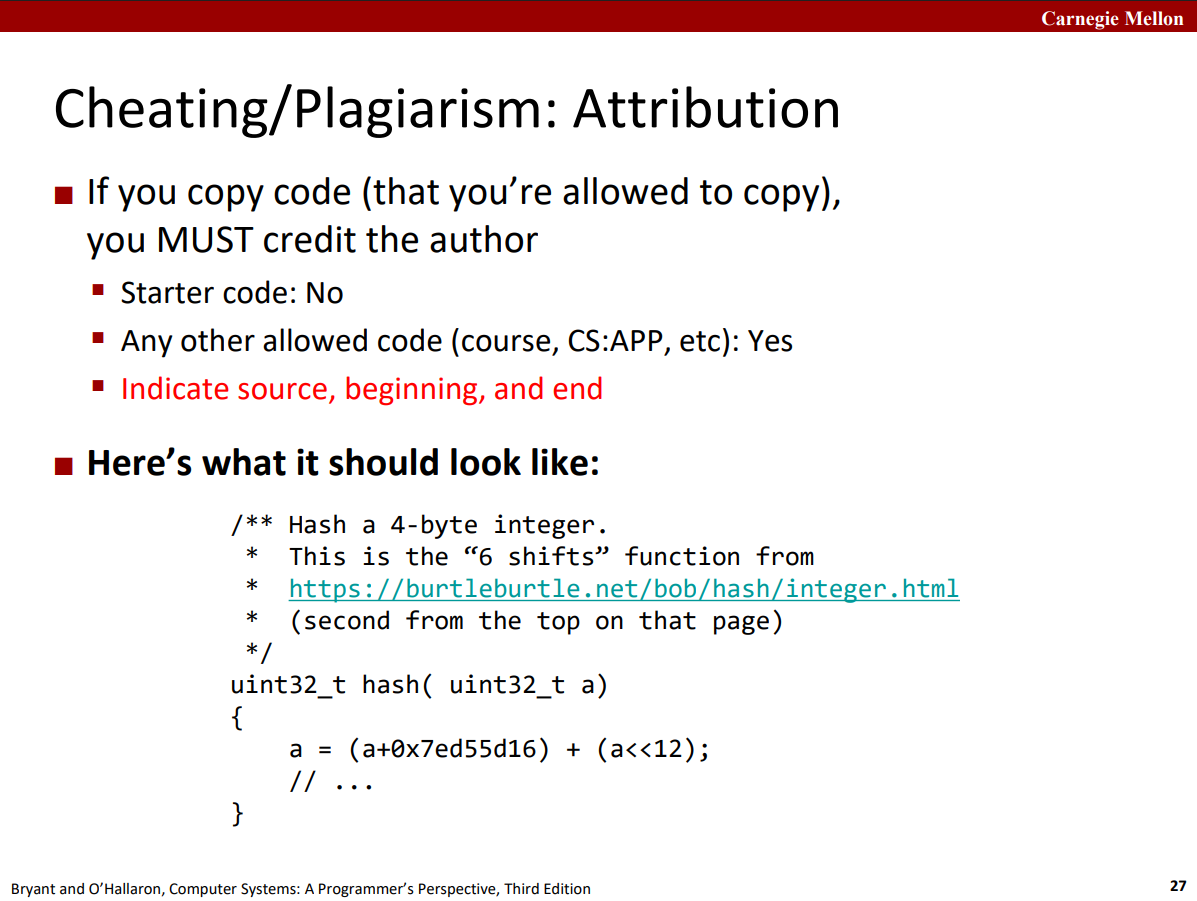 Carnegie Mellon
Cheating/Plagiarism: Attribution
If you copy code (that you’re allowed to copy),
you MUST credit the author
Starter code: No
Any other allowed code (course, CS:APP, etc): Yes
Indicate source, beginning, and end
Here’s what it should look like:
/** Hash a 4-byte integer.
 *  This is the “6 shifts” function from
 *  https://burtleburtle.net/bob/hash/integer.html
 *  (second from the top on that page)
 */
uint32_t hash( uint32_t a)
{
    a = (a+0x7ed55d16) + (a<<12);
    // ...
}
Bryant and O’Hallaron, Computer Systems: A Programmer’s Perspective, Third Edition
27